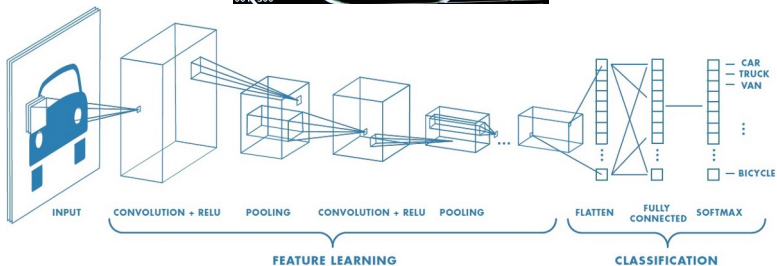 CAR
TRUCK
VAN
BICYCLE
INPUT
CONVOLUTION + RELU
POOLING
CONVOLUTION + RELU
POOLING
FLATTEN
FULLY
CONNECTED
SOFTMAX
FEATURE LEARNING
CLASSIFICATION